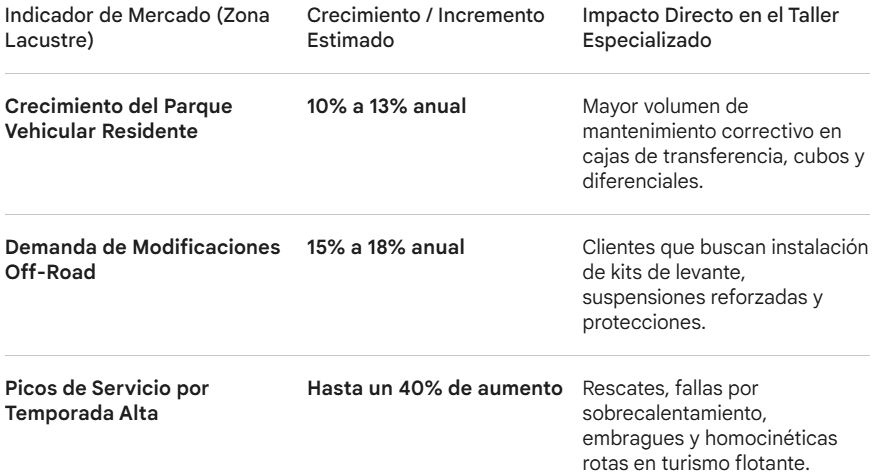 Indicador de Mercado (Zona Lacustre)
Crecimiento / Incremento Estimado
Impacto Directo en el Taller Especializado
Crecimiento del Parque Vehicular Residente
10% a 13% anual
Mayor volumen de mantenimiento correctivo en cajas de transferencia, cubos y diferenciales.
Demanda de Modificaciones Off-Road
15% a 18% anual
Clientes que buscan instalación de kits de levante, suspensiones reforzadas y protecciones.
Picos de Servicio por Temporada Alta
Hasta un 40% de aumento
Rescates, fallas por sobrecalentamiento, embragues y homocinéticas rotas en turismo flotante.